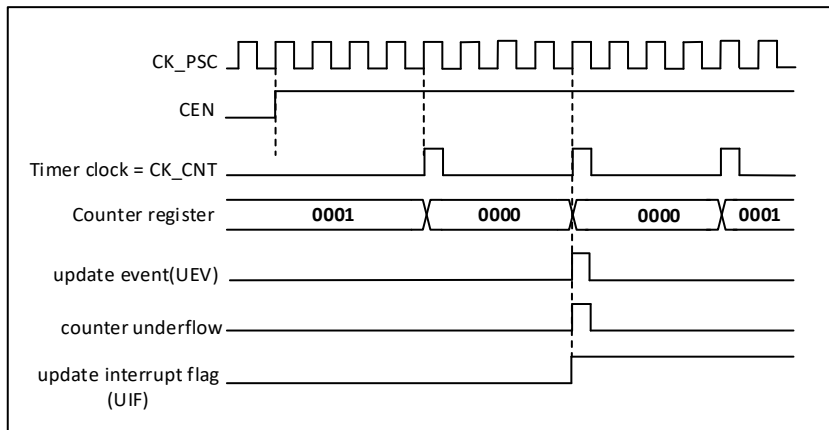 CK_PSC
CEN
Timer clock = CK_CNT
Counter register 0001 0000 0000 0001
update event(UEV)
counter underflow
update interrupt flag
(UIF)